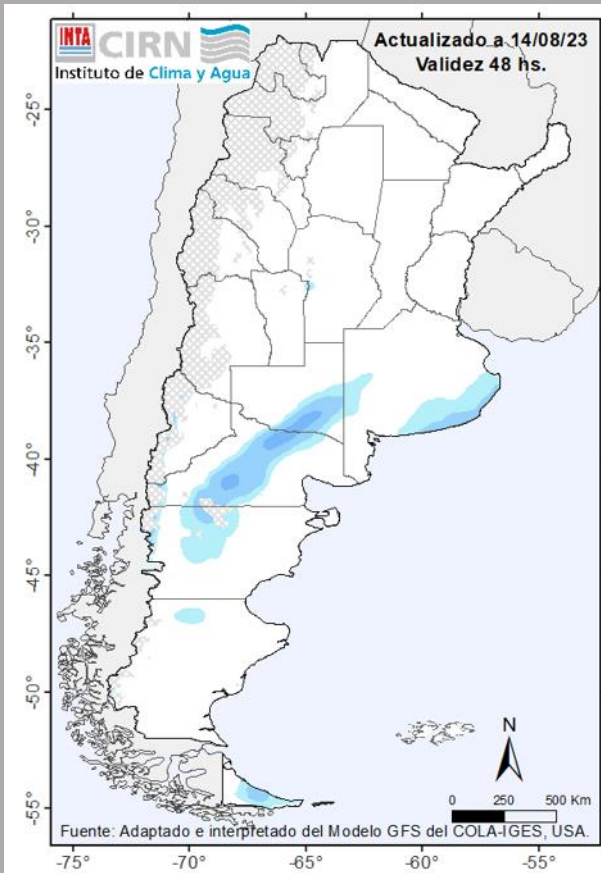 INTA CIRN
Instituto de Clima y Agua
Actualizado a 14/08/23
Validez 48 hs.
-25°
-30°
-35°
-40°
-45°
-50°
-55°
N
0 250 500 Km
Fuente: Adaptado e interpretado del Modelo GFS del COLA-IGES, USA.
-75° -70° -65° -60° -55°